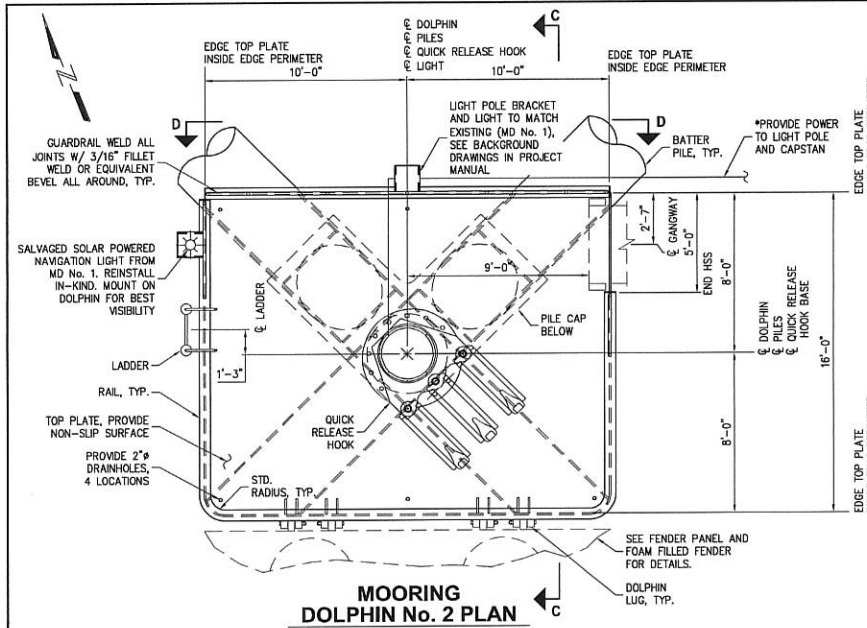 ℄ DOLPHIN
℄ PILES
℄ QUICK RELEASE HOOK
℄ LIGHT
C
N
EDGE TOP PLATE
INSIDE EDGE PERIMETER
10'-0"
10'-0"
EDGE TOP PLATE
INSIDE EDGE PERIMETER
D
D
LIGHT POLE BRACKET
AND LIGHT TO MATCH
EXISTING (MD No. 1),
SEE BACKGROUND
DRAWINGS IN PROJECT
MANUAL
BATTER
PILE, TYP.
*PROVIDE POWER
TO LIGHT POLE
AND CAPSTAN
EDGE TOP PLATE
GUARDRAIL WELD ALL
JOINTS W/ 3/16" FILLET
WELD OR EQUIVALENT
BEVEL ALL AROUND, TYP.
SALVAGED SOLAR POWERED
NAVIGATION LIGHT FROM
MD No. 1. REINSTALL
IN-KIND. MOUNT ON
DOLPHIN FOR BEST
VISIBILITY
2'-7"
℄ GANGWAY
5'-0"
END HSS
8'-0"
9'-0"
℄ LADDER
PILE CAP
BELOW
℄ DOLPHIN
℄ PILES
℄ QUICK RELEASE
HOOK BASE
16'-0"
LADDER
1'-3"
RAIL, TYP.
QUICK
RELEASE
HOOK
TOP PLATE, PROVIDE
NON-SLIP SURFACE
8'-0"
PROVIDE 2"ø
DRAINHOLES,
4 LOCATIONS
STD.
RADIUS, TYP
EDGE TOP PLATE
SEE FENDER PANEL AND
FOAM FILLED FENDER
FOR DETAILS.
DOLPHIN
LUG, TYP.
MOORING
DOLPHIN No. 2 PLAN
C